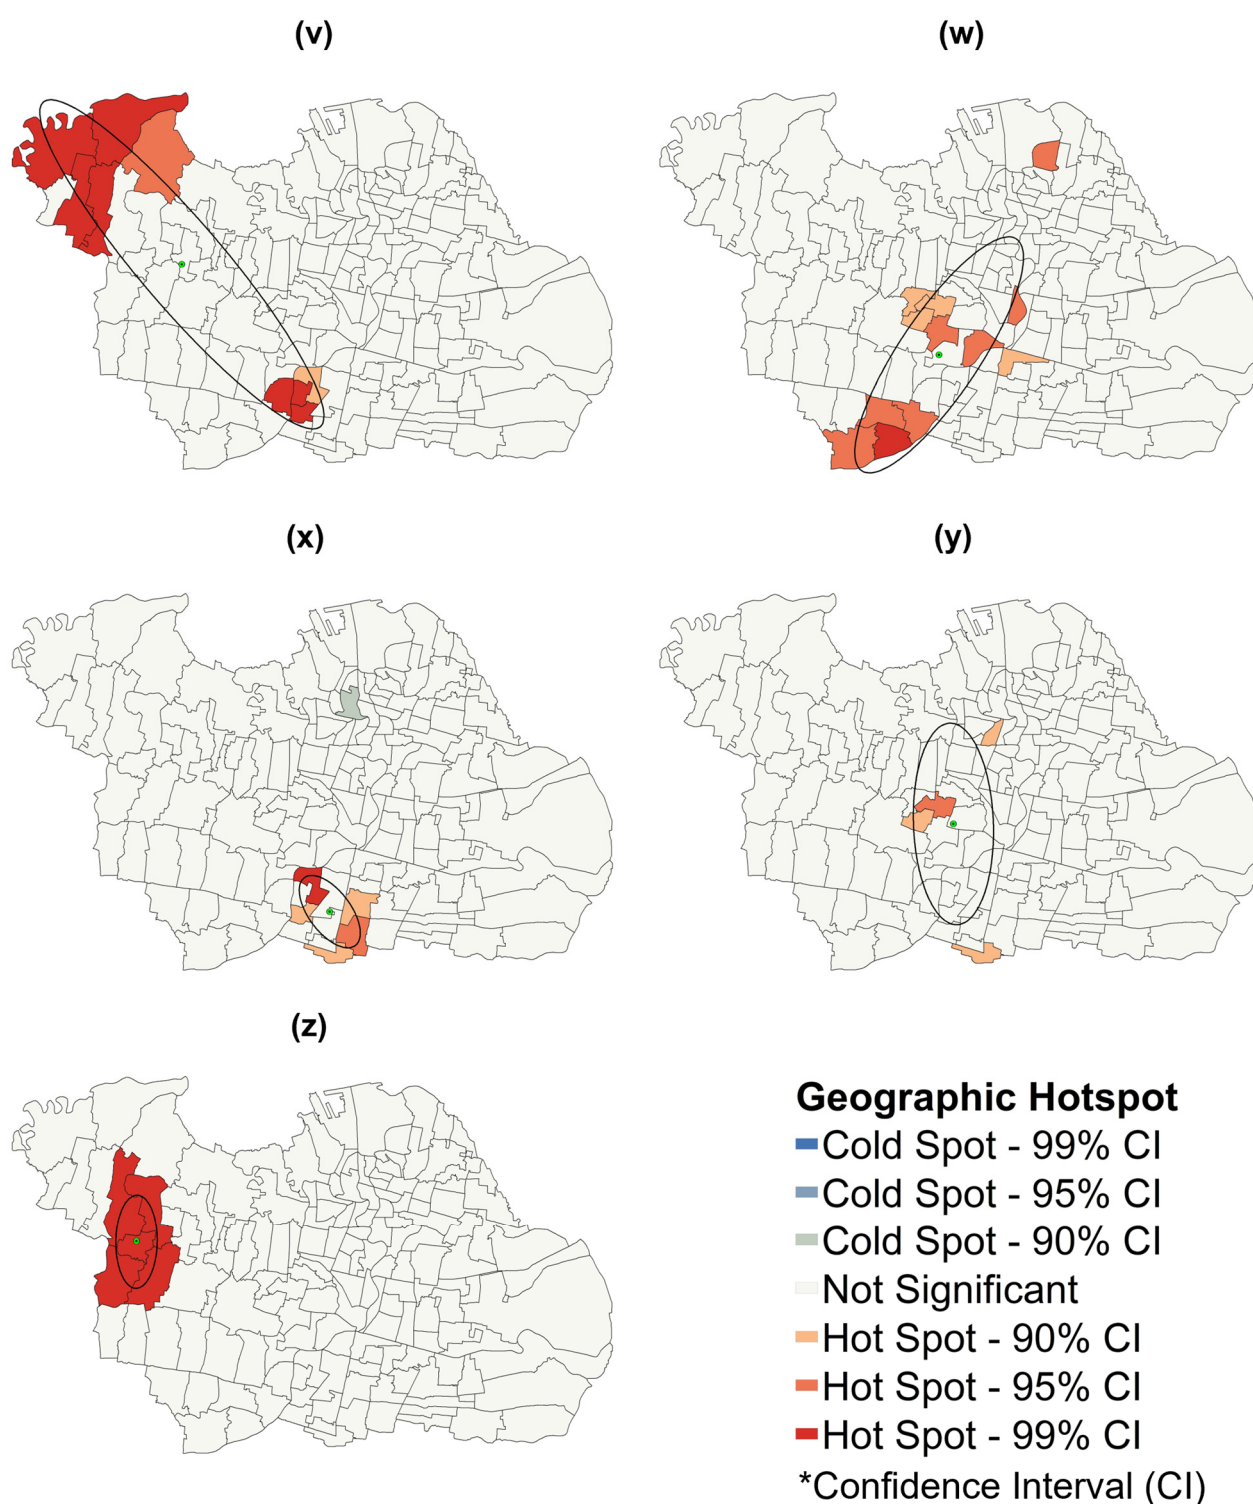 (v)
(w)
(x)
(y)
(z)
Geographic Hotspot
Cold Spot - 99% CI
Cold Spot - 95% CI
Cold Spot - 90% CI
Not Significant
Hot Spot - 90% CI
Hot Spot - 95% CI
Hot Spot - 99% CI
*Confidence Interval (CI)